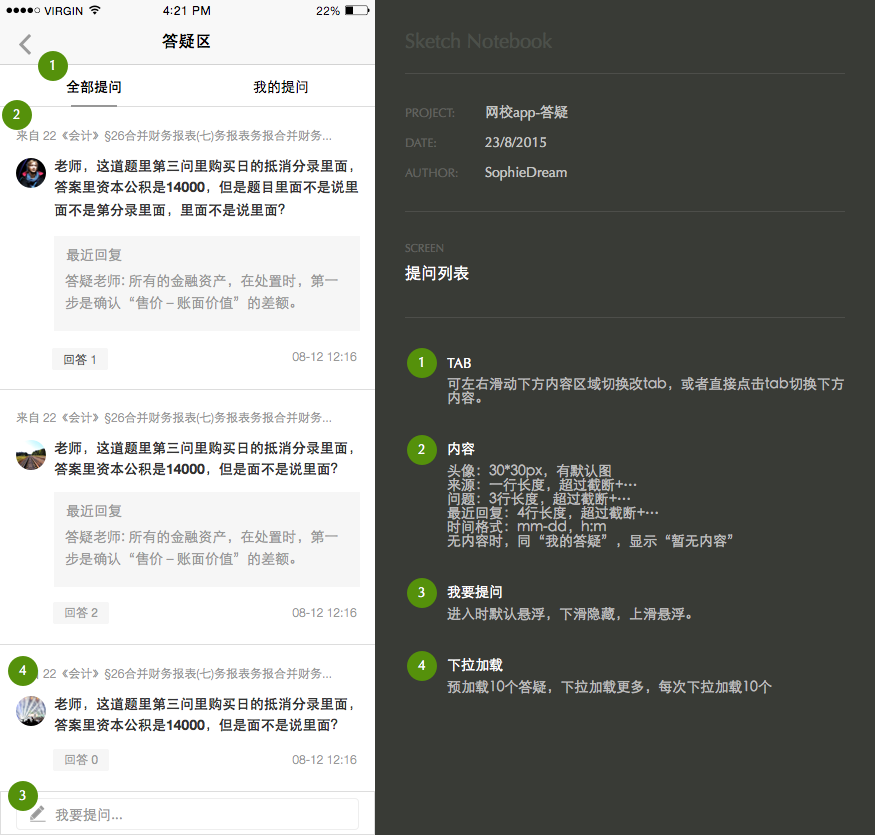 VIRGIN 4:21 PM 22%
答疑区
1
全部提问 我的提问
2
来自 22《会计》§26合并财务报表(七)务报表务报合并财务...
老师，这道题里第三问里购买日的抵消分录里面，
答案里资本公积是14000，但是题目里面不是说里
面不是第分录里面，里面不是说里面？
最近回复
答疑老师: 所有的金融资产，在处置时，第一
步是确认“售价 – 账面价值”的差额。
回答 1 08-12 12:16
来自 22《会计》§26合并财务报表(七)务报表务报合并财务...
老师，这道题里第三问里购买日的抵消分录里面，
答案里资本公积是14000，但是面不是说里面？
最近回复
答疑老师: 所有的金融资产，在处置时，第一
步是确认“售价 – 账面价值”的差额。
回答 2 08-12 12:16
4
22《会计》§26合并财务报表(七)务报表务报合并财务...
老师，这道题里第三问里购买日的抵消分录里面，
答案里资本公积是14000，但是面不是说里面？
回答 0 08-12 12:16
3
我要提问...
Sketch Notebook
PROJECT: 网校app-答疑
DATE: 23/8/2015
AUTHOR: SophieDream
SCREEN
提问列表
1 TAB
可左右滑动下方内容区域切换改tab，或者直接点击tab切换下方
内容。
2 内容
头像：30*30px，有默认图
来源：一行长度，超过截断+…
问题：3行长度，超过截断+…
最近回复：4行长度，超过截断+…
时间格式：mm-dd，h:m
无内容时，同“我的答疑”，显示“暂无内容”
3 我要提问
进入时默认悬浮，下滑隐藏，上滑悬浮。
4 下拉加载
预加载10个答疑，下拉加载更多，每次下拉加载10个